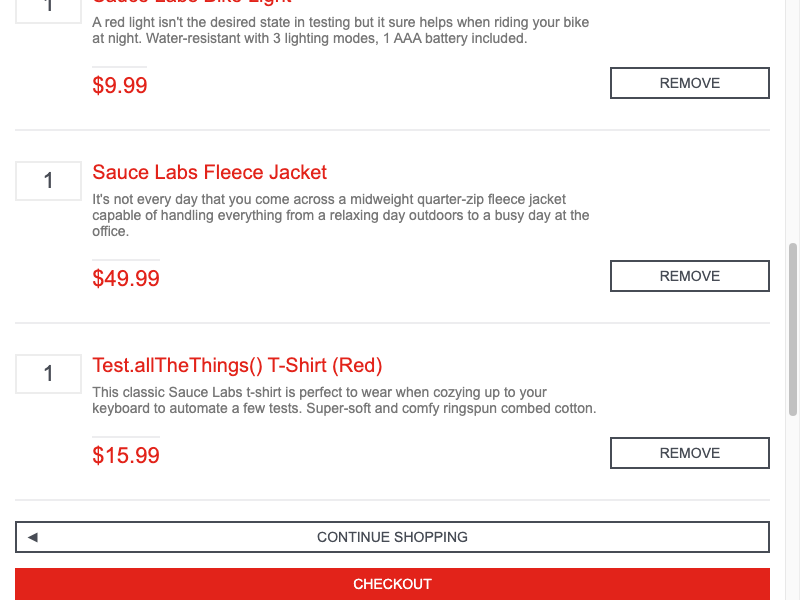 1
Sauce Labs Bike Light
A red light isn't the desired state in testing but it sure helps when riding your bike
at night. Water-resistant with 3 lighting modes, 1 AAA battery included.
$9.99
REMOVE
1
Sauce Labs Fleece Jacket
It's not every day that you come across a midweight quarter-zip fleece jacket
capable of handling everything from a relaxing day outdoors to a busy day at the
office.
$49.99
REMOVE
1
Test.allTheThings() T-Shirt (Red)
This classic Sauce Labs t-shirt is perfect to wear when cozying up to your
keyboard to automate a few tests. Super-soft and comfy ringspun combed cotton.
$15.99
REMOVE
CONTINUE SHOPPING
CHECKOUT